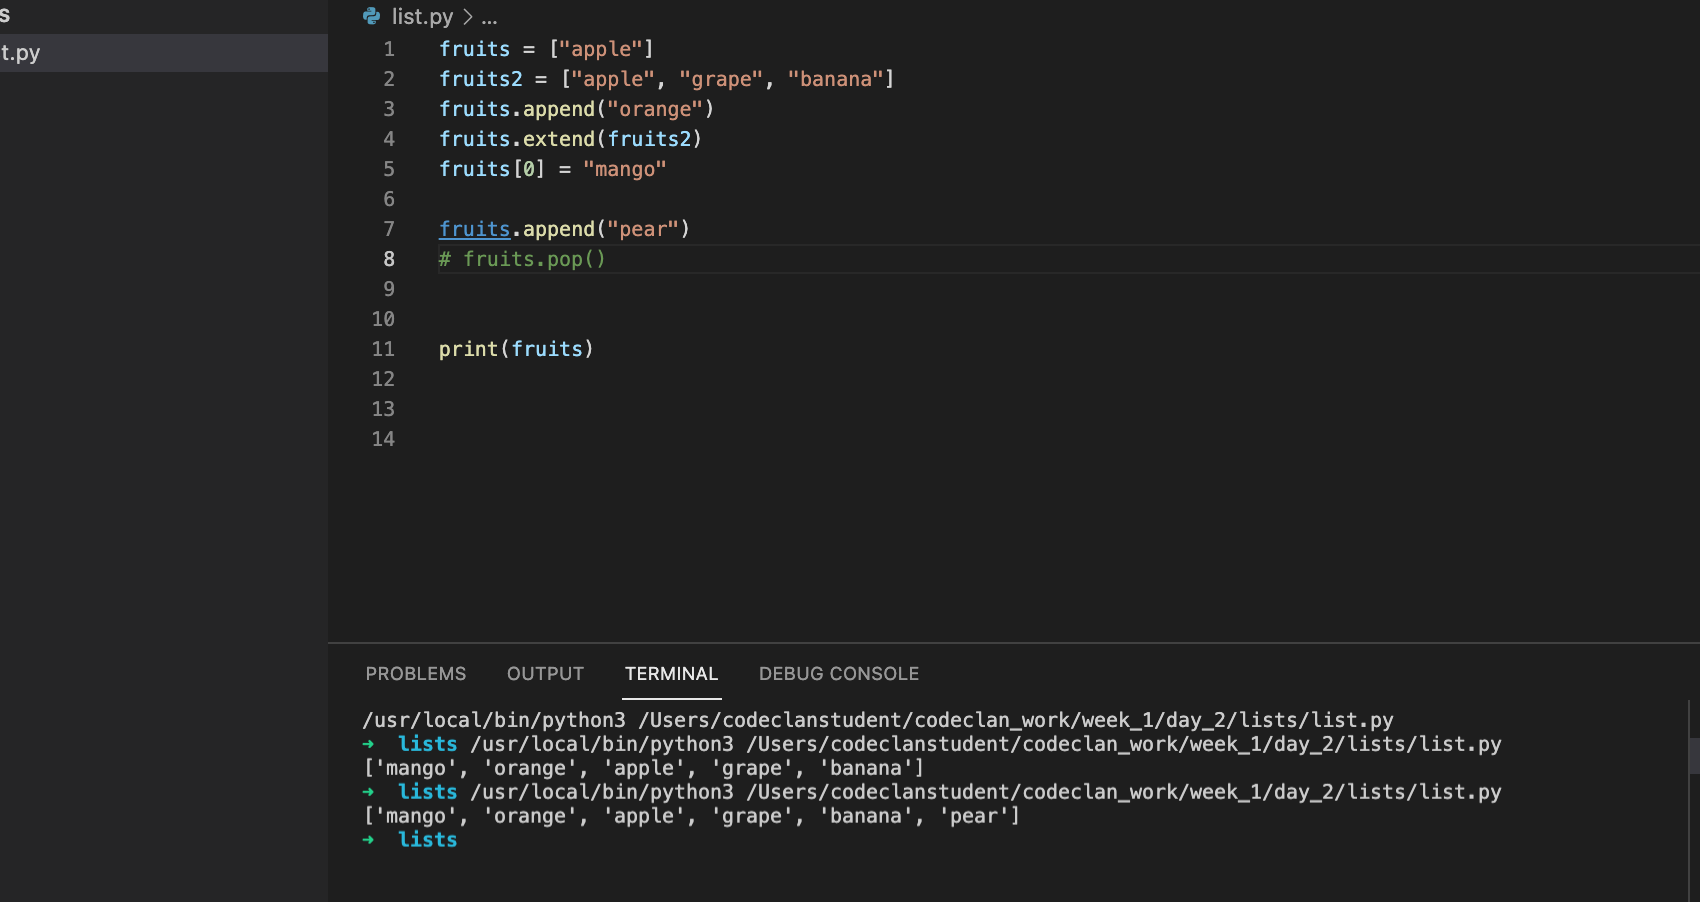 s
t.py
list.py > ...
1 fruits = ["apple"]
2 fruits2 = ["apple", "grape", "banana"]
3 fruits.append("orange")
4 fruits.extend(fruits2)
5 fruits[0] = "mango"
6
7 fruits.append("pear")
8 # fruits.pop()
9
10
11 print(fruits)
12
13
14
PROBLEMS OUTPUT TERMINAL DEBUG CONSOLE
/usr/local/bin/python3 /Users/codeclanstudent/codeclan_work/week_1/day_2/lists/list.py
➜ lists /usr/local/bin/python3 /Users/codeclanstudent/codeclan_work/week_1/day_2/lists/list.py
['mango', 'orange', 'apple', 'grape', 'banana']
➜ lists /usr/local/bin/python3 /Users/codeclanstudent/codeclan_work/week_1/day_2/lists/list.py
['mango', 'orange', 'apple', 'grape', 'banana', 'pear']
➜ lists